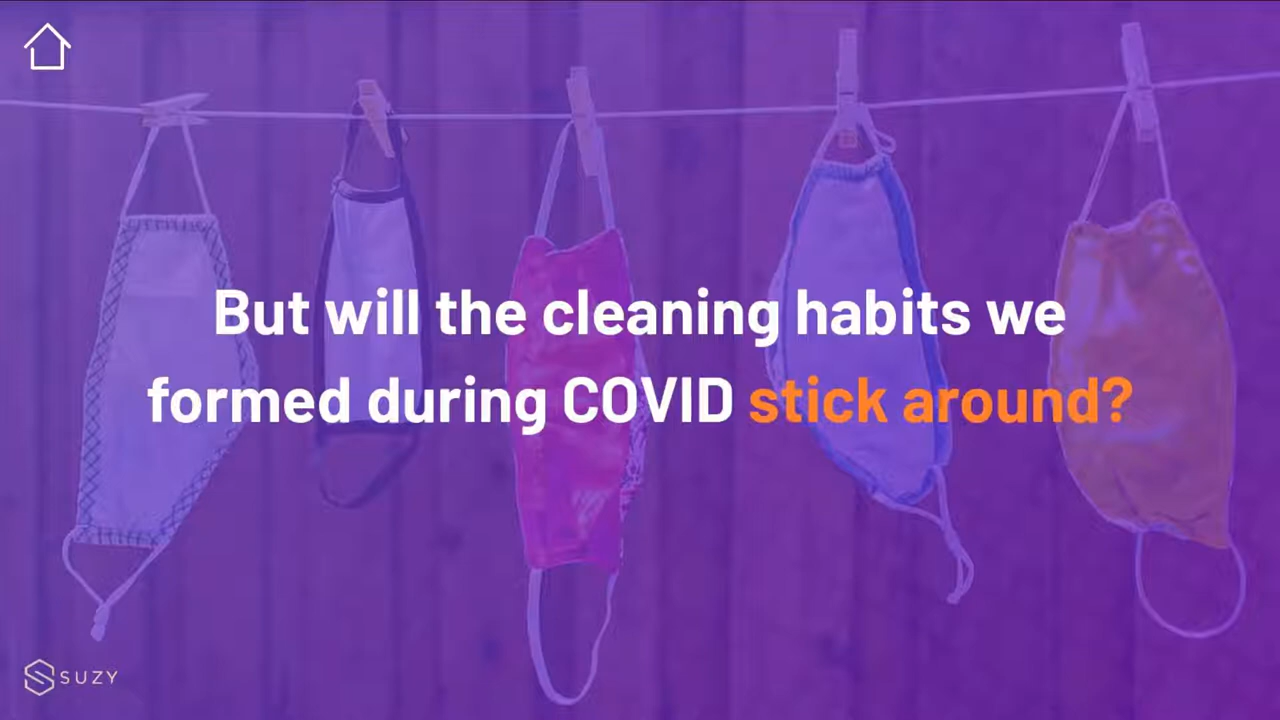 But will the cleaning habits we
formed during COVID stick around?
SUZY